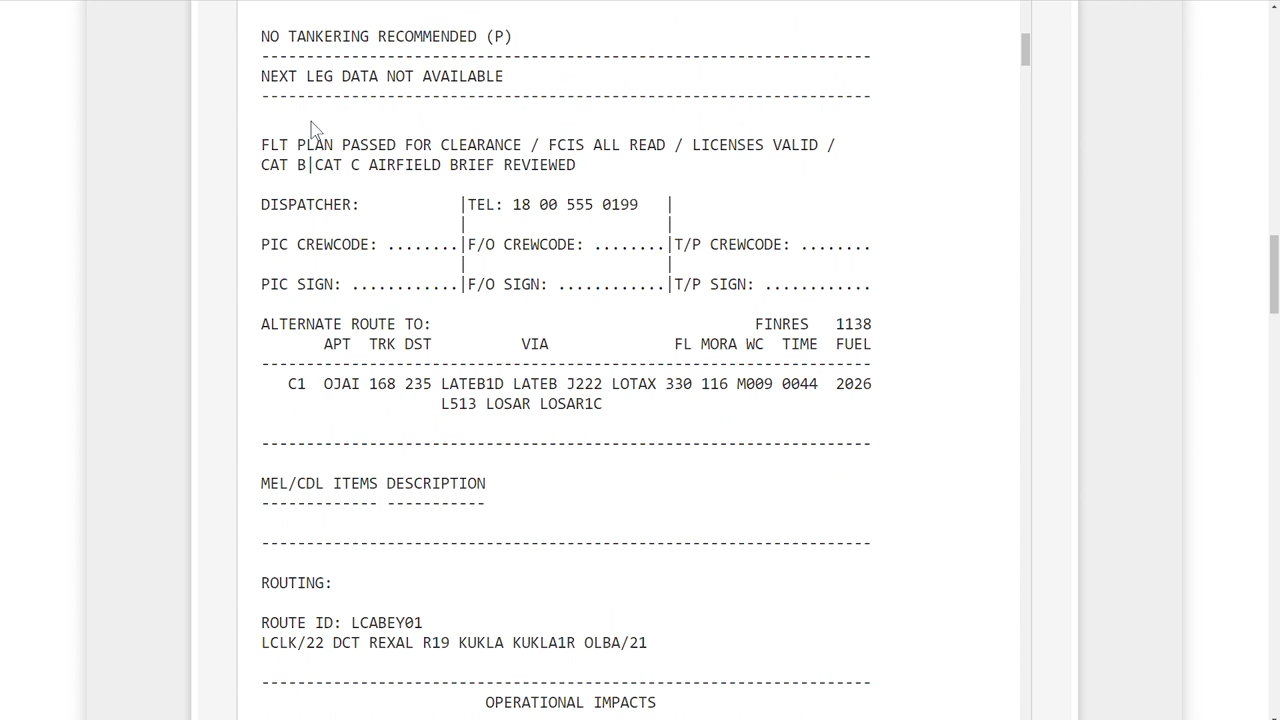 NO TANKERING RECOMMENDED (P)
--------------------------------------------------------------------
NEXT LEG DATA NOT AVAILABLE
--------------------------------------------------------------------
FLT PLAN PASSED FOR CLEARANCE / FCIS ALL READ / LICENSES VALID /
CAT B|CAT C AIRFIELD BRIEF REVIEWED
DISPATCHER:            |TEL: 18 00 555 0199   |
                       |                      |
PIC CREWCODE: ........|F/O CREWCODE: ........|T/P CREWCODE: ........
                       |                      |
PIC SIGN: ............|F/O SIGN: ............|T/P SIGN: ............
ALTERNATE ROUTE TO:                                    FINRES   1138
       APT  TRK DST          VIA               FL MORA WC  TIME  FUEL
--------------------------------------------------------------------
   C1  OJAI 168 235 LATEB1D LATEB J222 LOTAX 330 116 M009 0044  2026
                    L513 LOSAR LOSAR1C
--------------------------------------------------------------------
MEL/CDL ITEMS DESCRIPTION
------------- -----------
--------------------------------------------------------------------
ROUTING:
ROUTE ID: LCABEY01
LCLK/22 DCT REXAL R19 KUKLA KUKLA1R OLBA/21
--------------------------------------------------------------------
                         OPERATIONAL IMPACTS